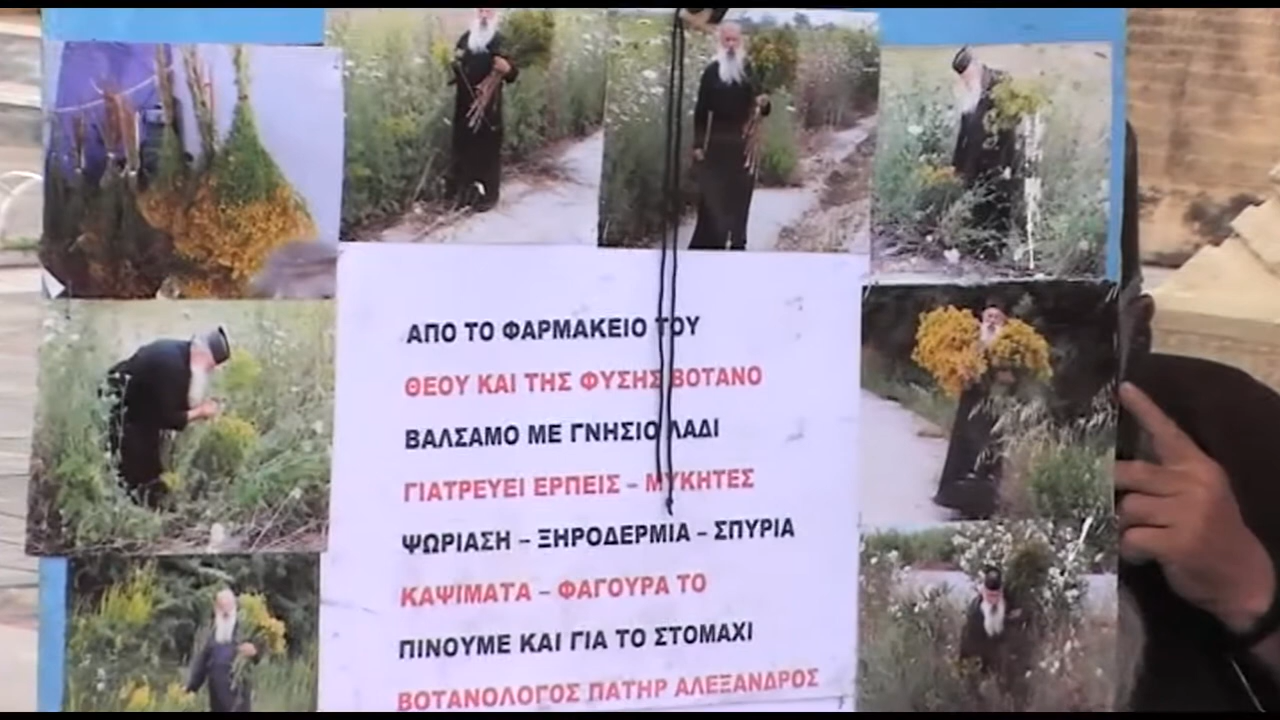 ΑΠΟ ΤΟ ΦΑΡΜΑΚΕΙΟ ΤΟΥ
ΘΕΟΥ ΚΑΙ ΤΗΣ ΦΥΣΗΣ ΒΟΤΑΝΟ
ΒΑΛΣΑΜΟ ΜΕ ΓΝΗΣΙΟ ΛΑΔΙ
ΓΙΑΤΡΕΥΕΙ ΕΡΠΕΙΣ – ΜΥΚΗΤΕΣ
ΨΩΡΙΑΣΗ – ΞΗΡΟΔΕΡΜΙΑ – ΣΠΥΡΙΑ
ΚΑΨΙΜΑΤΑ – ΦΑΓΟΥΡΑ ΤΟ
ΠΙΝΟΥΜΕ ΚΑΙ ΓΙΑ ΤΟ ΣΤΟΜΑΧΙ
ΒΟΤΑΝΟΛΟΓΟΣ ΠΑΤΗΡ ΑΛΕΞΑΝΔΡΟΣ